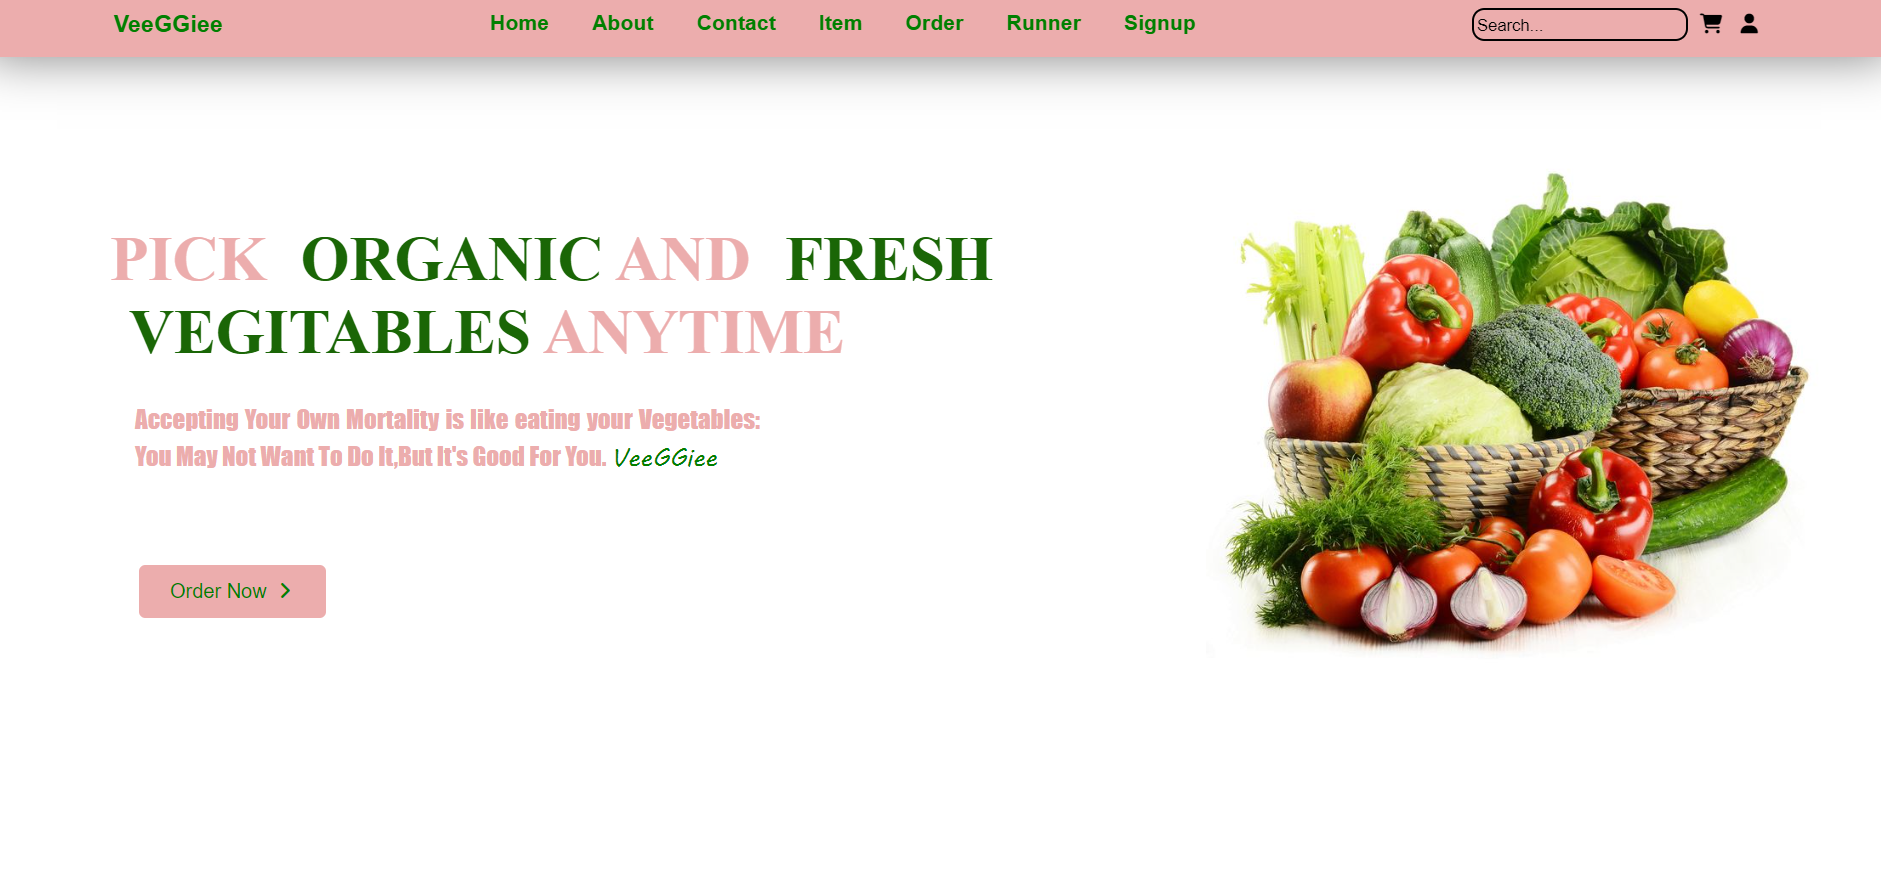 VeeGGiee
Home About Contact Item Order Runner Signup
Search...
PICK ORGANIC AND FRESH
VEGITABLES ANYTIME
Accepting Your Own Mortality is like eating your Vegetables:
You May Not Want To Do It,But It's Good For You. VeeGGiee
Order Now